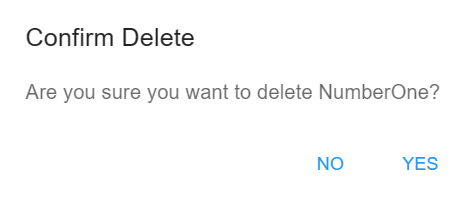 Confirm Delete
Are you sure you want to delete NumberOne?
NO YES